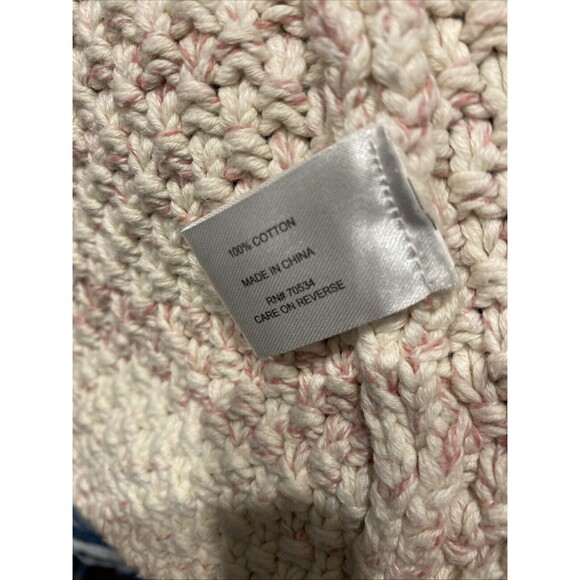 100% COTTON
MADE IN CHINA
RN# 70534
CARE ON REVERSE